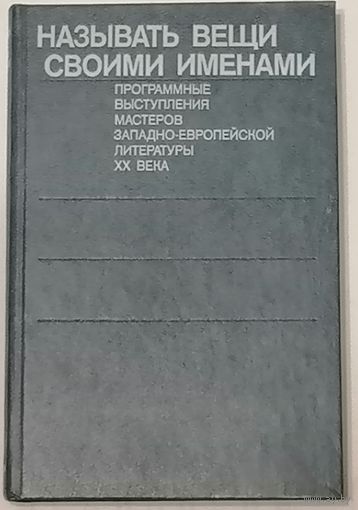 НАЗЫВАТЬ ВЕЩИ
СВОИМИ ИМЕНАМИ
ПРОГРАММНЫЕ
ВЫСТУПЛЕНИЯ
МАСТЕРОВ
ЗАПАДНО-ЕВРОПЕЙСКОЙ
ЛИТЕРАТУРЫ
XX ВЕКА